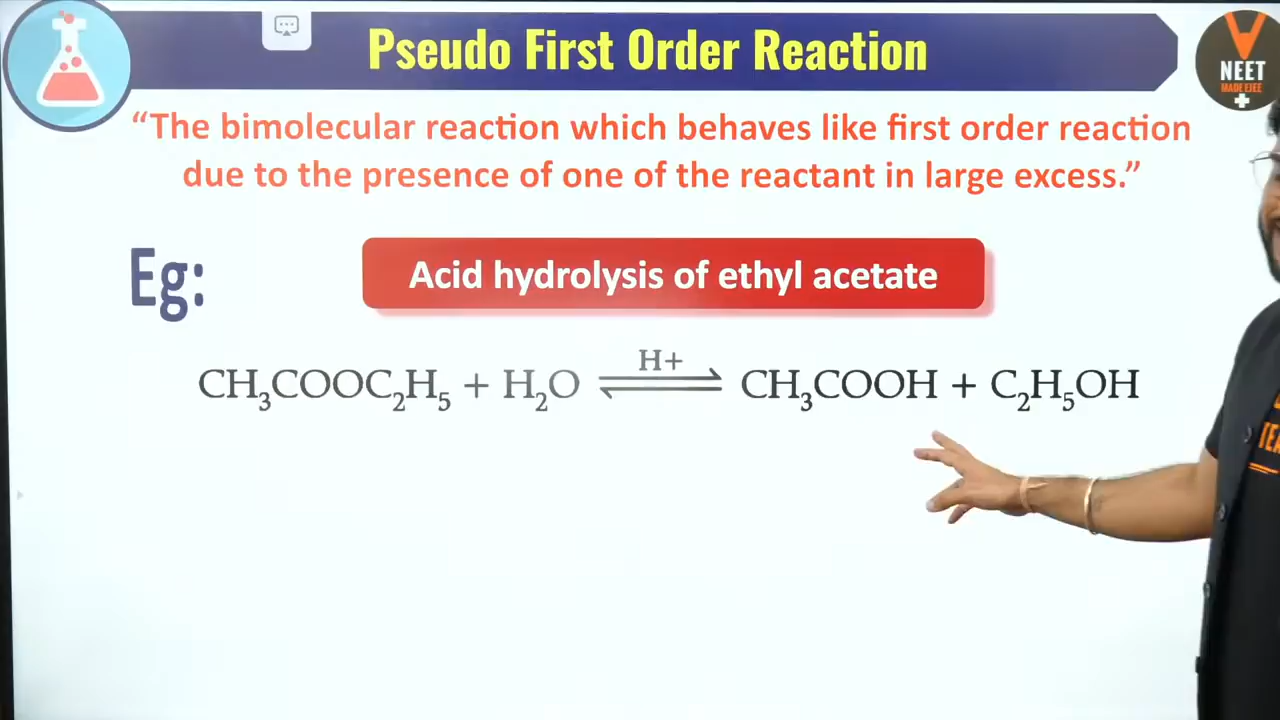 Pseudo First Order Reaction
NEET
MADE EJEE
“The bimolecular reaction which behaves like first order reaction
due to the presence of one of the reactant in large excess.”
Eg:
Acid hydrolysis of ethyl acetate
H+
CH₃COOC₂H₅ + H₂O ⇌ CH₃COOH + C₂H₅OH